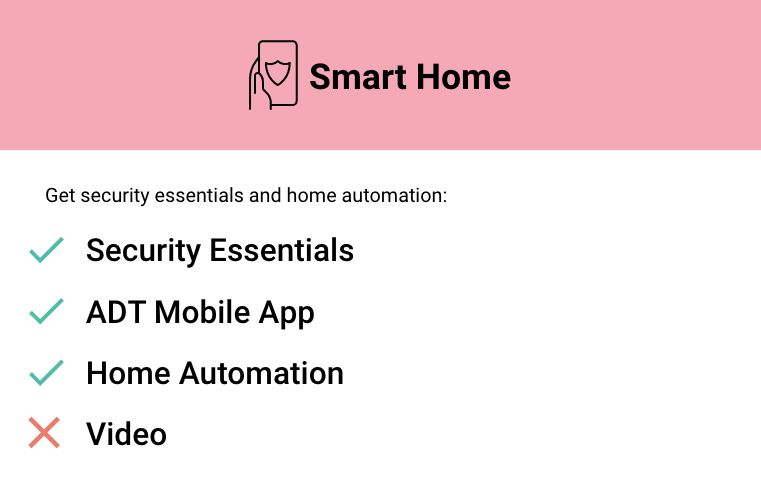 Smart Home
Get security essentials and home automation:
Security Essentials
ADT Mobile App
Home Automation
Video